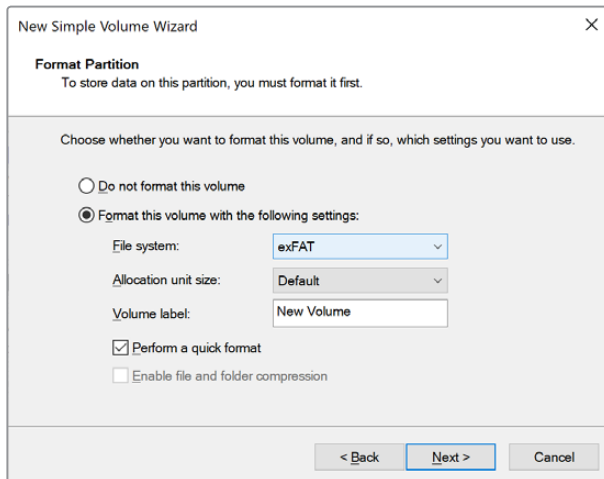 New Simple Volume Wizard
Format Partition
To store data on this partition, you must format it first.
Choose whether you want to format this volume, and if so, which settings you want to use.
Do not format this volume
Format this volume with the following settings:
File system: exFAT
Allocation unit size: Default
Volume label: New Volume
Perform a quick format
Enable file and folder compression
< Back Next > Cancel